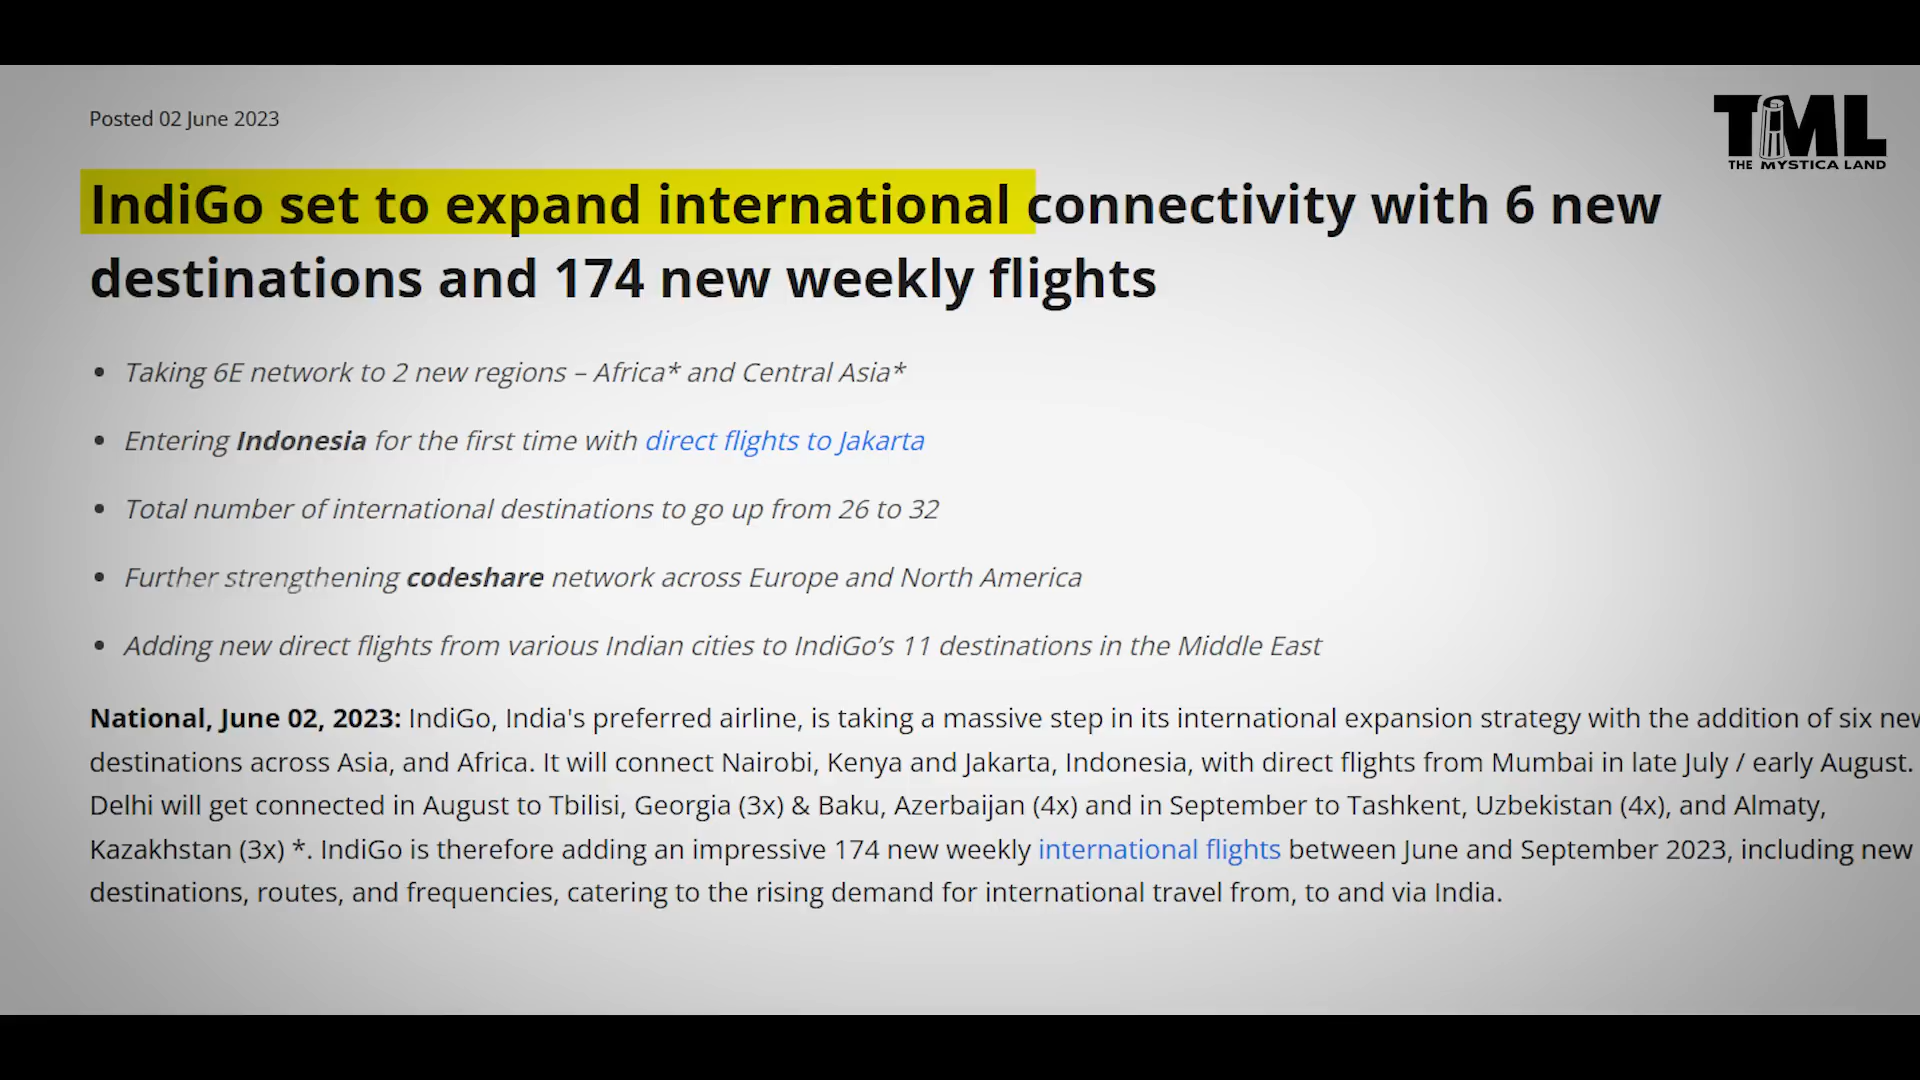 Posted 02 June 2023
TML
THE MYSTICA LAND
IndiGo set to expand international connectivity with 6 new
destinations and 174 new weekly flights
• Taking 6E network to 2 new regions – Africa* and Central Asia*
• Entering Indonesia for the first time with direct flights to Jakarta
• Total number of international destinations to go up from 26 to 32
• Further strengthening codeshare network across Europe and North America
• Adding new direct flights from various Indian cities to IndiGo’s 11 destinations in the Middle East
National, June 02, 2023: IndiGo, India's preferred airline, is taking a massive step in its international expansion strategy with the addition of six new
destinations across Asia, and Africa. It will connect Nairobi, Kenya and Jakarta, Indonesia, with direct flights from Mumbai in late July / early August.
Delhi will get connected in August to Tbilisi, Georgia (3x) & Baku, Azerbaijan (4x) and in September to Tashkent, Uzbekistan (4x), and Almaty,
Kazakhstan (3x) *. IndiGo is therefore adding an impressive 174 new weekly international flights between June and September 2023, including new
destinations, routes, and frequencies, catering to the rising demand for international travel from, to and via India.